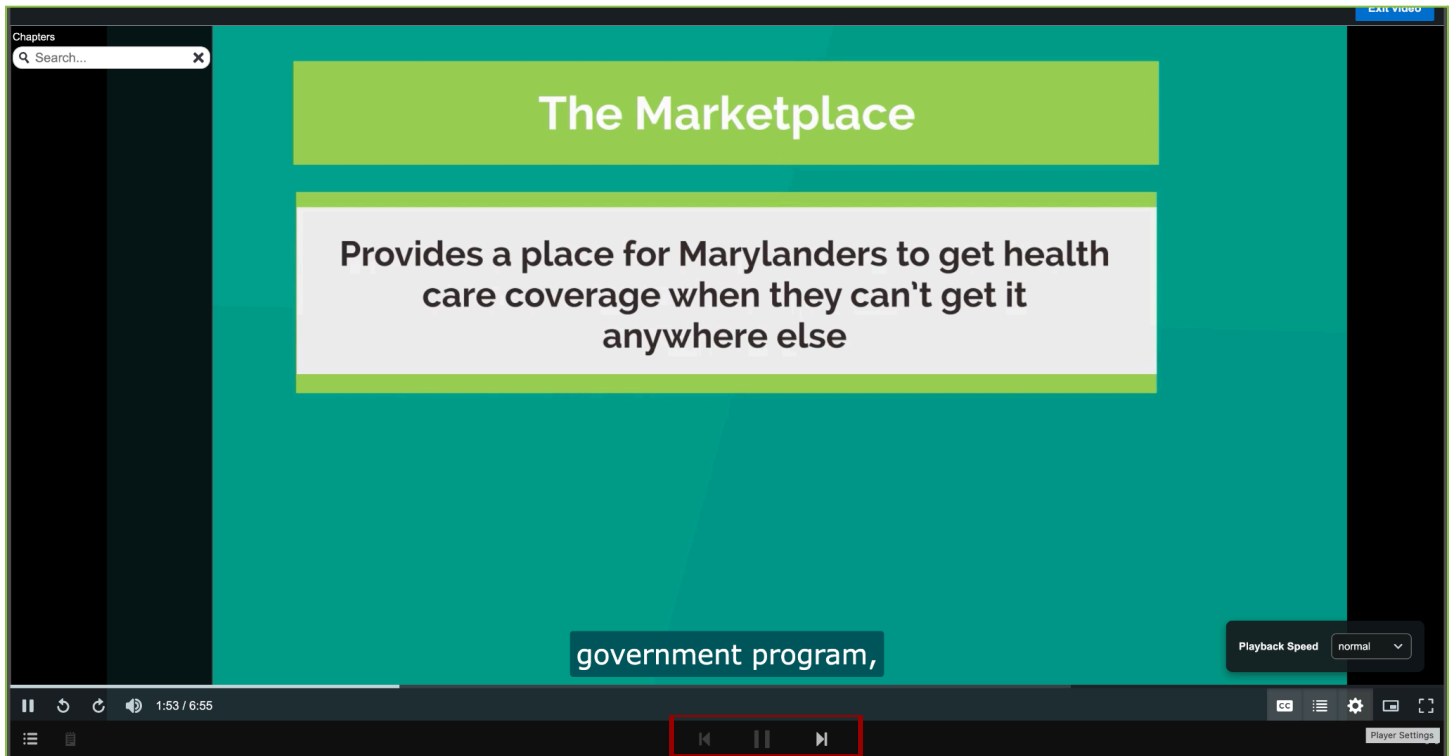 Exit Video
Chapters
Search...
The Marketplace
Provides a place for Marylanders to get health
care coverage when they can't get it
anywhere else
government program,
Playback Speed
normal
1:53 / 6:55
CC
Player Settings